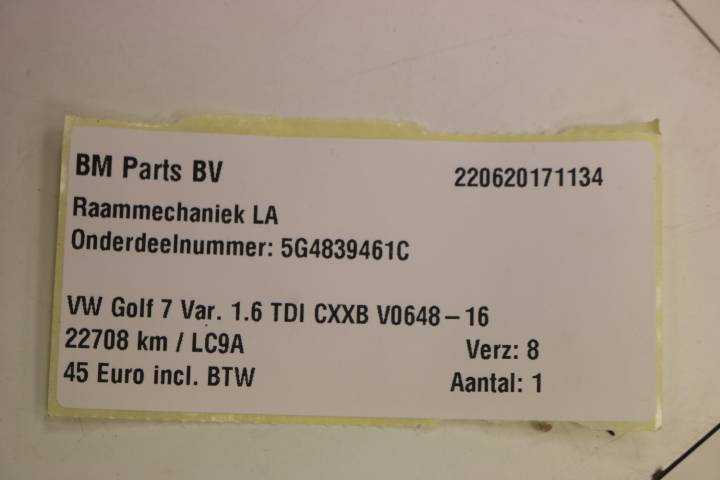 BM Parts BV 220620171134
Raammechaniek LA
Onderdeelnummer: 5G4839461C
VW Golf 7 Var. 1.6 TDI CXXB V0648-16
22708 km / LC9A Verz: 8
45 Euro incl. BTW Aantal: 1